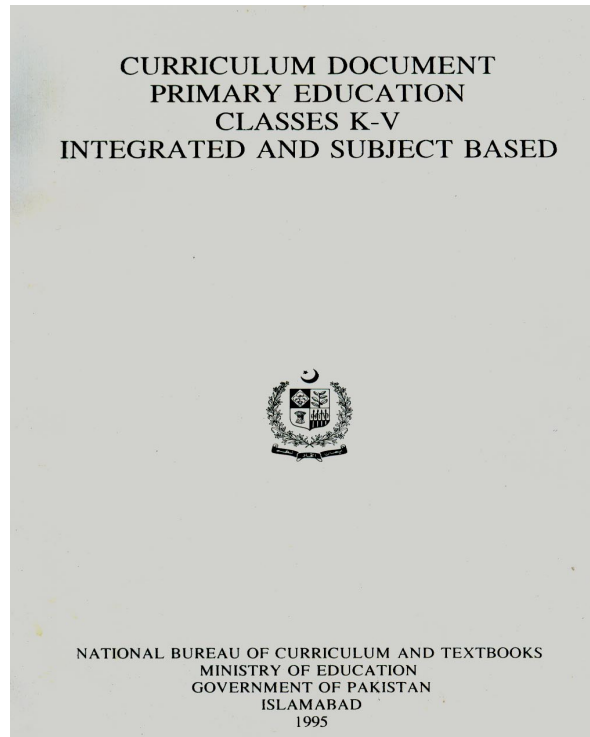 CURRICULUM DOCUMENT
PRIMARY EDUCATION
CLASSES K-V
INTEGRATED AND SUBJECT BASED
NATIONAL BUREAU OF CURRICULUM AND TEXTBOOKS
MINISTRY OF EDUCATION
GOVERNMENT OF PAKISTAN
ISLAMABAD
1995